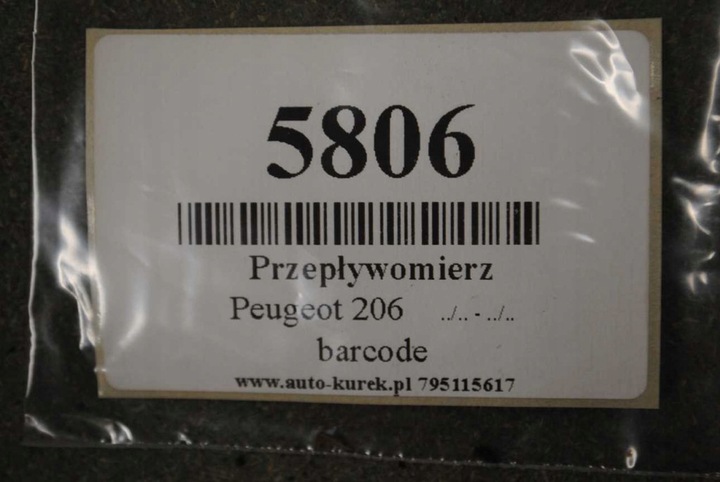 5806
Przepływomierz
Peugeot 206 ../.. - ../..
barcode
www.auto-kurek.pl 795115617